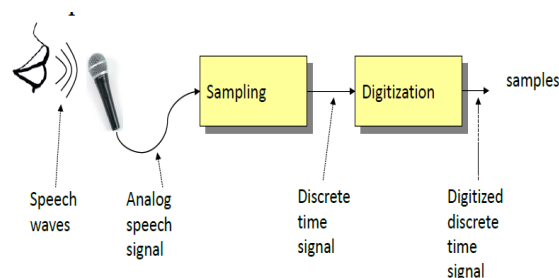 Sampling
Digitization
samples
Speech
waves
Analog
speech
signal
Discrete
time
signal
Digitized
discrete
time
signal